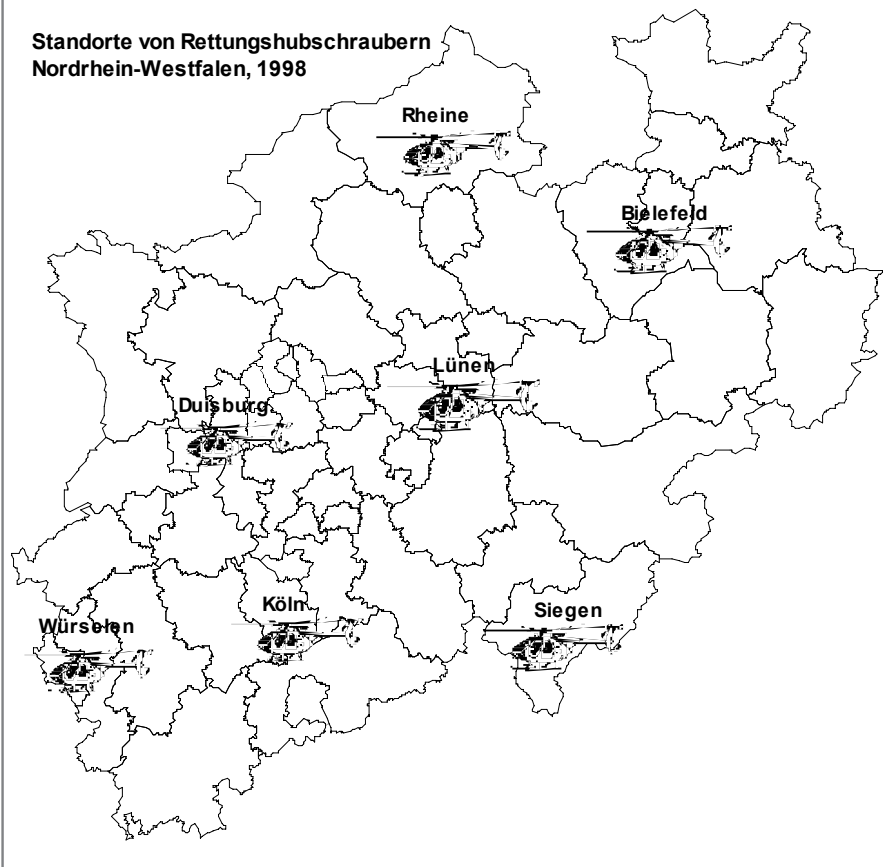 Standorte von Rettungshubschraubern
Nordrhein-Westfalen, 1998
Rheine
Bielefeld
Lünen
Duisburg
Köln
Siegen
Würselen